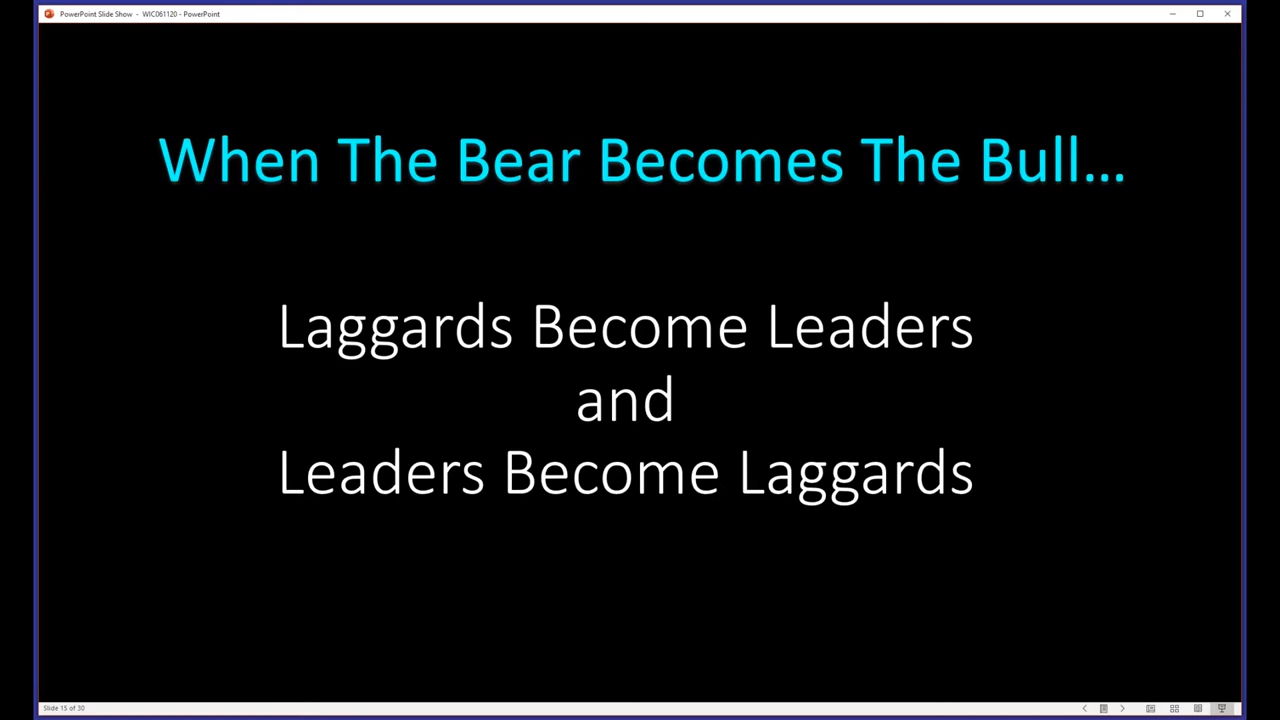 PowerPoint Slide Show - WIC061120 - PowerPoint
When The Bear Becomes The Bull...
Laggards Become Leaders
and
Leaders Become Laggards
Slide 15 of 30